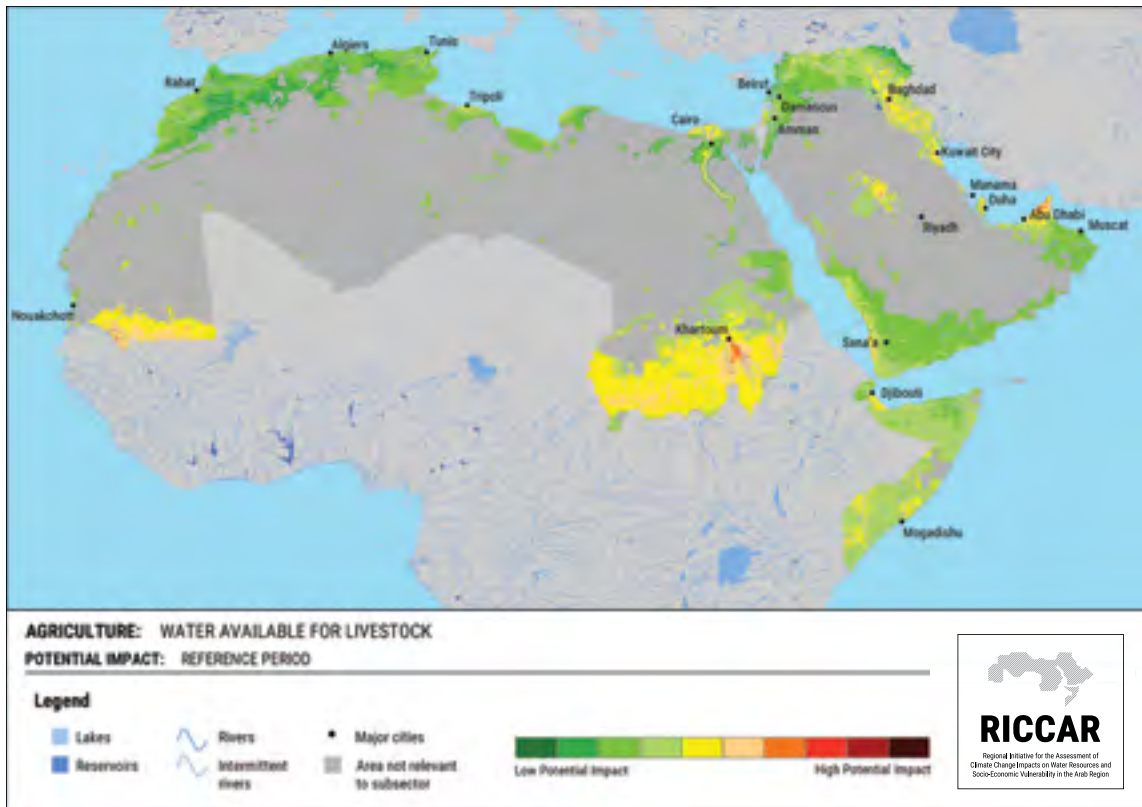 Algiers
Tunis
Rabat
Tripoli
Beirut
Damascus
Amman
Baghdad
Cairo
Kuwait City
Manama
Doha
Abu Dhabi
Muscat
Riyadh
Nouakchott
Khartoum
Sana'a
Djibouti
Mogadishu
AGRICULTURE: WATER AVAILABLE FOR LIVESTOCK
POTENTIAL IMPACT: REFERENCE PERIOD
Legend
Lakes
Reservoirs
Rivers
Intermittent
rivers
Major cities
Area not relevant
to subsector
Low Potential Impact
High Potential Impact
RICCAR
Regional Initiative for the Assessment of
Climate Change Impacts on Water Resources and
Socio-Economic Vulnerability in the Arab Region